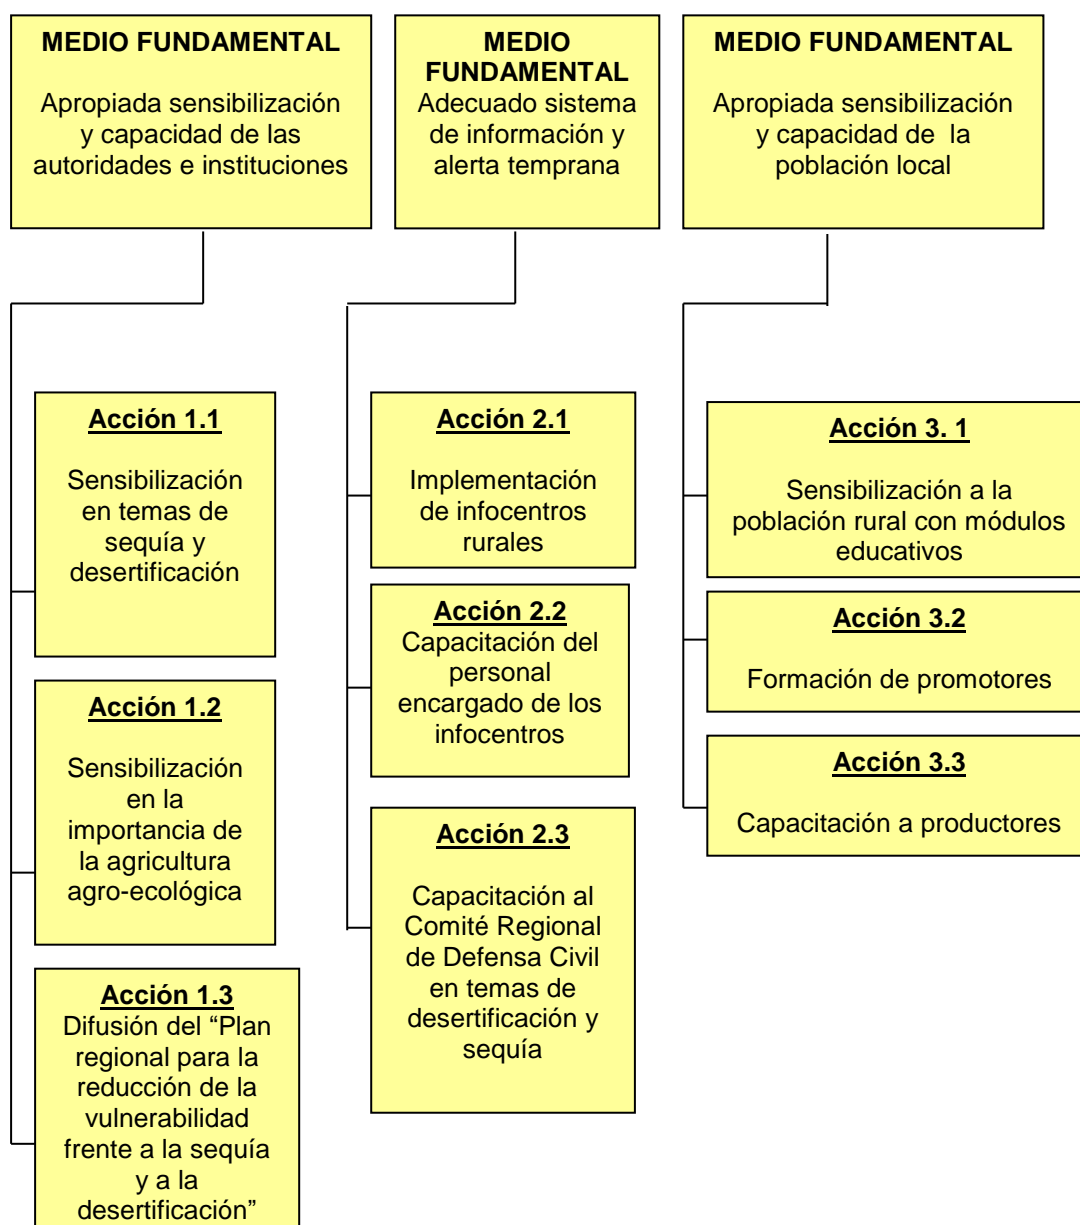 MEDIO FUNDAMENTAL
Apropiada sensibilización
y capacidad de las
autoridades e instituciones
MEDIO
FUNDAMENTAL
Adecuado sistema
de información y
alerta temprana
MEDIO FUNDAMENTAL
Apropiada sensibilización
y capacidad de la
población local
Acción 1.1
Sensibilización
en temas de
sequía y
desertificación
Acción 1.2
Sensibilización
en la
importancia de
la agricultura
agro-ecológica
Acción 1.3
Difusión del “Plan
regional para la
reducción de la
vulnerabilidad
frente a la sequía
y a la
desertificación”
Acción 2.1
Implementación
de infocentros
rurales
Acción 2.2
Capacitación del
personal
encargado de los
infocentros
Acción 2.3
Capacitación al
Comité Regional
de Defensa Civil
en temas de
desertificación y
sequía
Acción 3. 1
Sensibilización a la
población rural con módulos
educativos
Acción 3.2
Formación de promotores
Acción 3.3
Capacitación a productores